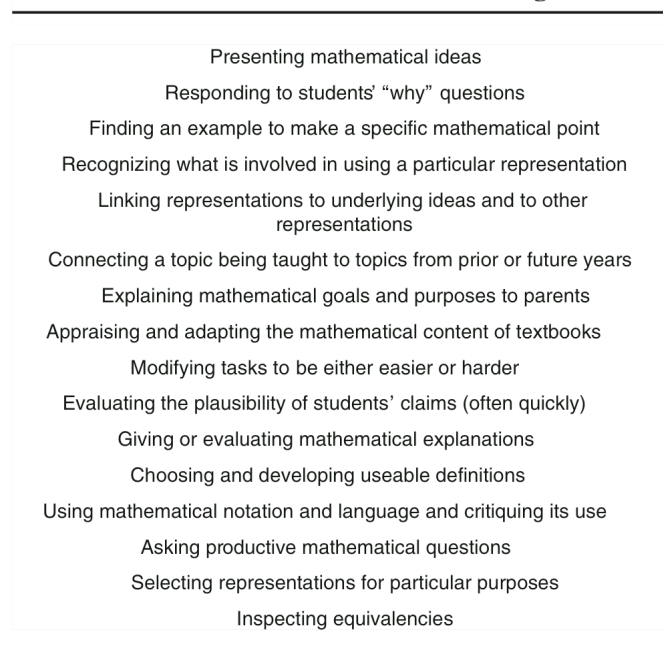 Presenting mathematical ideas
Responding to students' “why” questions
Finding an example to make a specific mathematical point
Recognizing what is involved in using a particular representation
Linking representations to underlying ideas and to other
representations
Connecting a topic being taught to topics from prior or future years
Explaining mathematical goals and purposes to parents
Appraising and adapting the mathematical content of textbooks
Modifying tasks to be either easier or harder
Evaluating the plausibility of students’ claims (often quickly)
Giving or evaluating mathematical explanations
Choosing and developing useable definitions
Using mathematical notation and language and critiquing its use
Asking productive mathematical questions
Selecting representations for particular purposes
Inspecting equivalencies